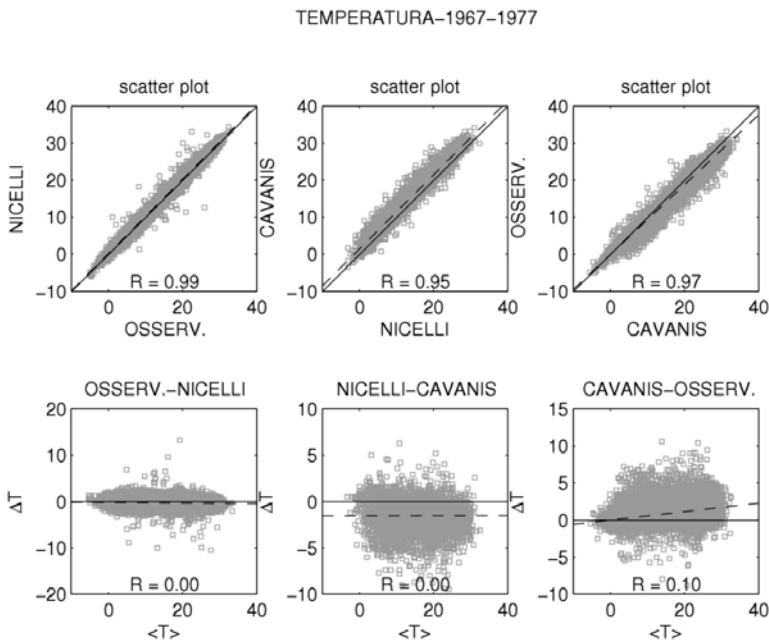 TEMPERATURA-1967-1977
scatter plot
scatter plot
scatter plot
NICELLI
40
30
20
10
0
-10
R = 0.99
0
20
40
OSSERV.
CAVANIS
40
30
20
10
0
-10
R = 0.95
0
20
40
NICELLI
OSSERV.
40
30
20
10
0
-10
R = 0.97
0
20
40
CAVANIS
OSSERV.-NICELLI
ΔT
20
10
0
-10
-20
R = 0.00
0
20
40
<T>
NICELLI-CAVANIS
ΔT
10
5
0
-5
-10
R = 0.00
0
20
40
<T>
CAVANIS-OSSERV.
ΔT
15
10
5
0
-5
-10
R = 0.10
0
20
40
<T>